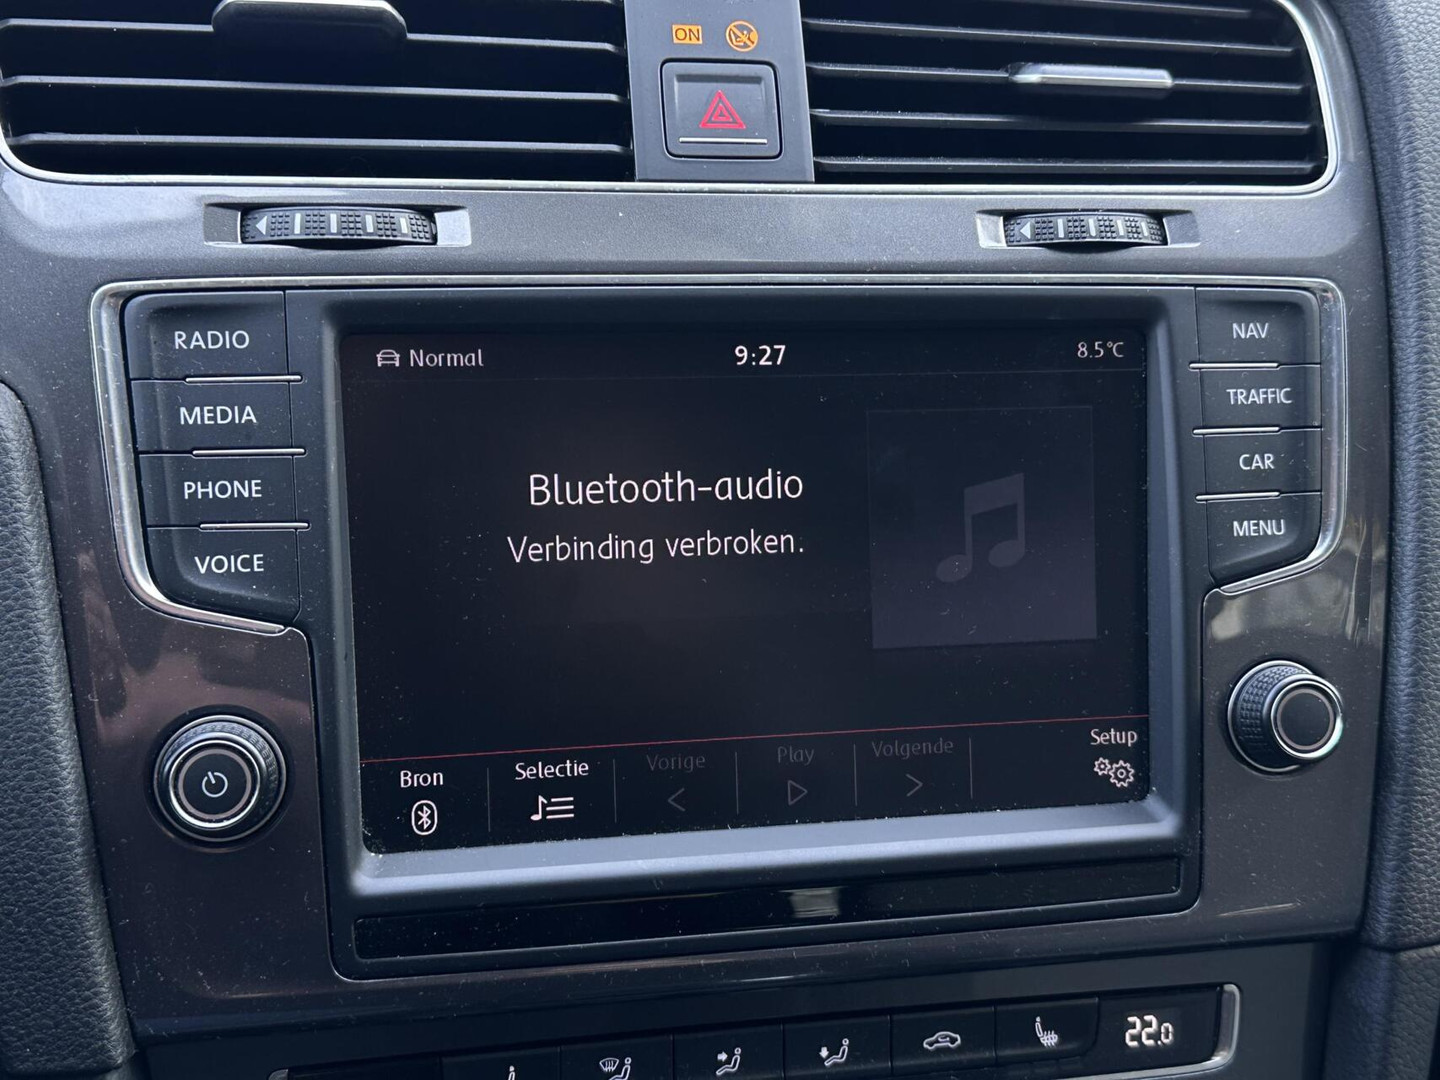 ON
RADIO
MEDIA
PHONE
VOICE
Normal
9:27
8.5°C
Bluetooth-audio
Verbinding verbroken.
Bron
Selectie
Vorige
Play
Volgende
Setup
NAV
TRAFFIC
CAR
MENU
22.0